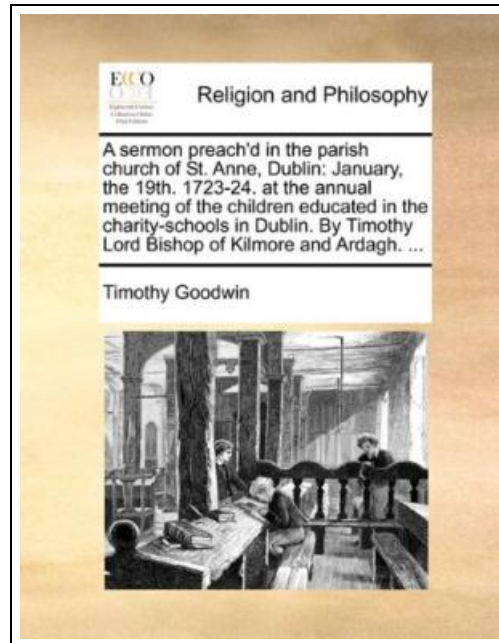 ECCO
Religion and Philosophy
A sermon preach'd in the parish
church of St. Anne, Dublin: January,
the 19th. 1723-24. at the annual
meeting of the children educated in the
charity-schools in Dublin. By Timothy
Lord Bishop of Kilmore and Ardagh. ...
Timothy Goodwin